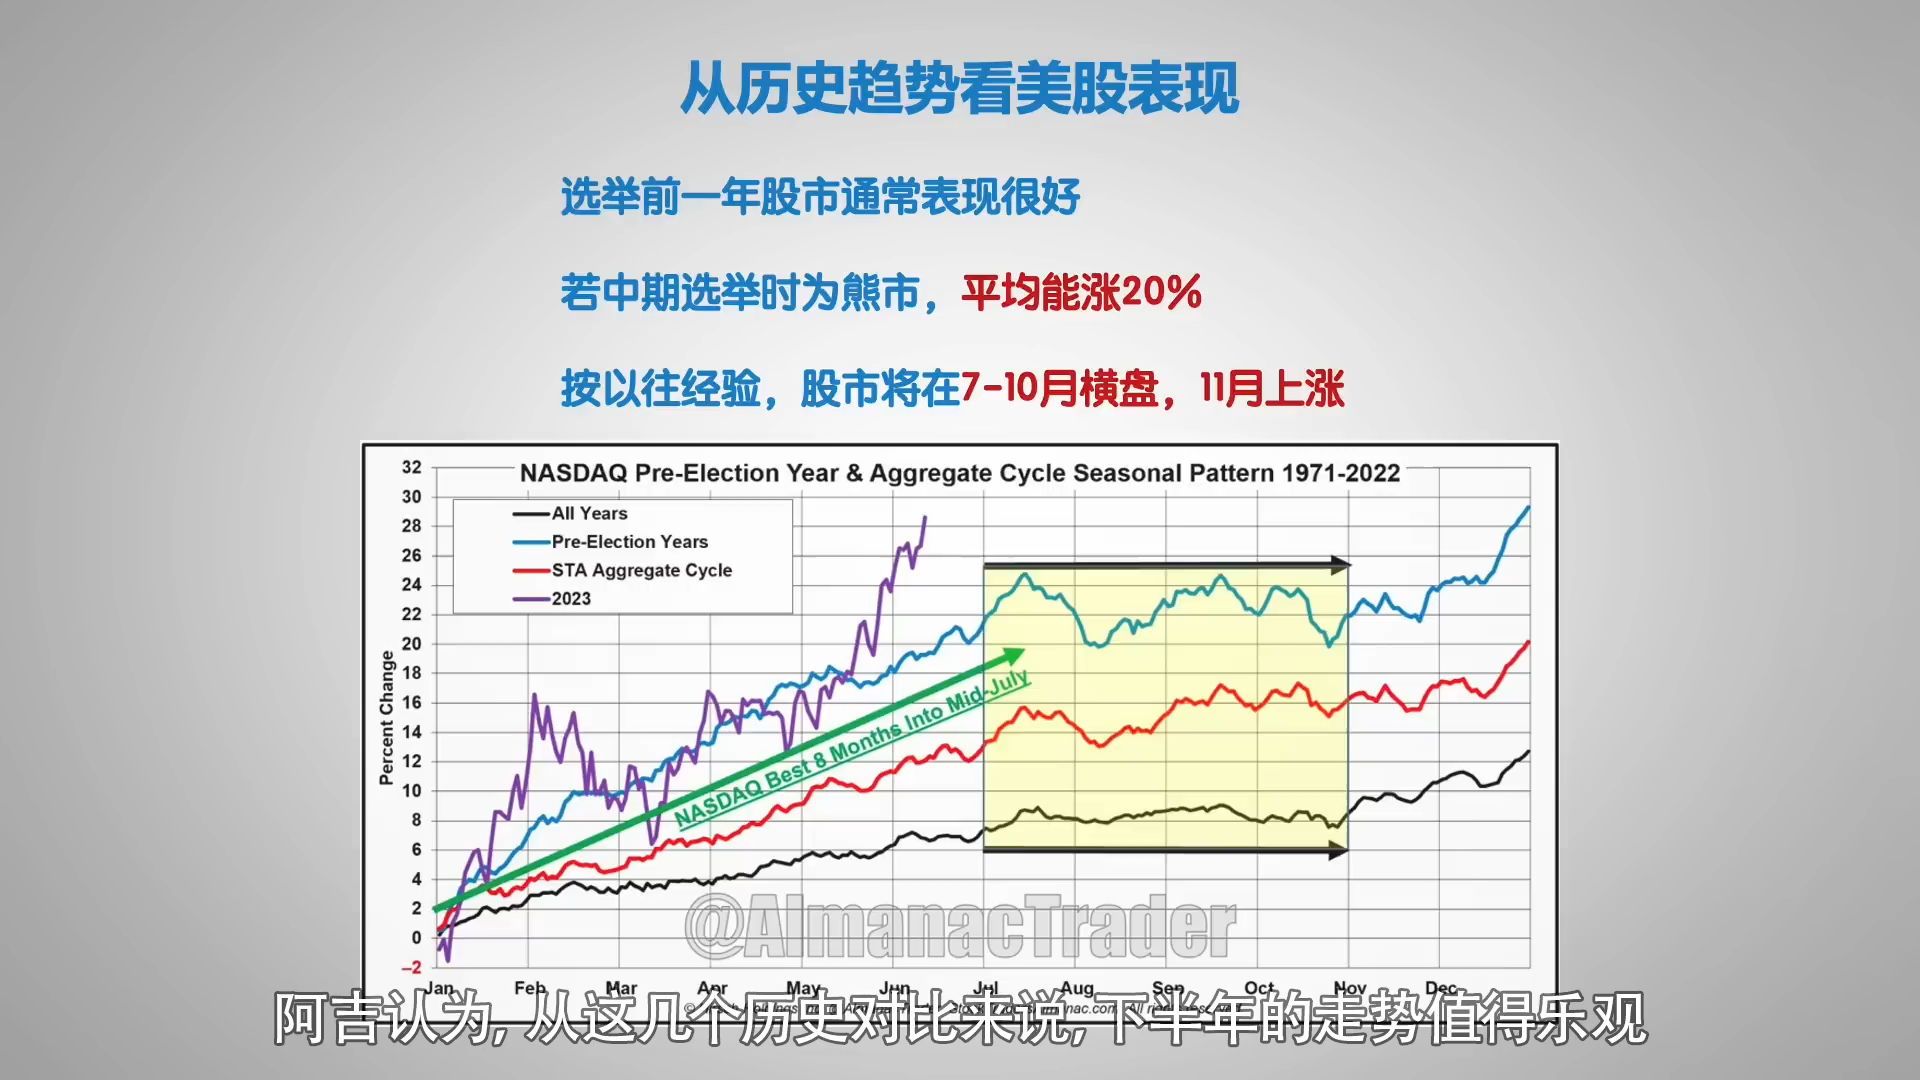 从历史趋势看美股表现
选举前一年股市通常表现很好
若中期选举时为熊市，平均能涨20%
按以往经验，股市将在7-10月横盘，11月上涨
NASDAQ Pre-Election Year & Aggregate Cycle Seasonal Pattern 1971-2022
All Years
Pre-Election Years
STA Aggregate Cycle
2023
Percent Change
32
30
28
26
24
22
20
18
16
14
12
10
8
6
4
2
0
-2
NASDAQ Best 8 Months Into Mid-July
@AlmanacTrader
Jan Feb Mar Apr May Jun Jul Aug Sep Oct Nov Dec
阿吉认为, 从这几个历史对比来说, 下半年的走势值得乐观